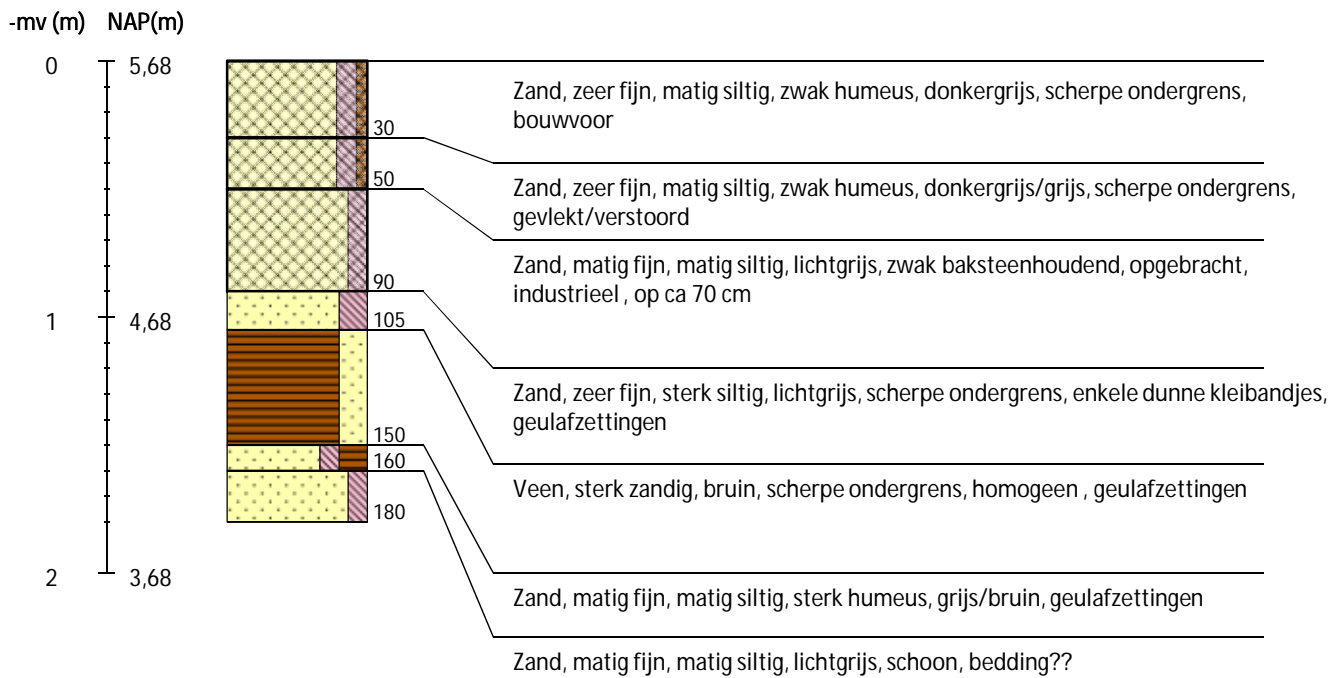 -mv (m) NAP(m)
0 5,68
Zand, zeer fijn, matig siltig, zwak humeus, donkergrijs, scherpe ondergrens,
bouwvoor
30
50
Zand, zeer fijn, matig siltig, zwak humeus, donkergrijs/grijs, scherpe ondergrens,
gevlekt/verstoord
Zand, matig fijn, matig siltig, lichtgrijs, zwak baksteenhoudend, opgebracht,
industrieel , op ca 70 cm
90
1 4,68
105
Zand, zeer fijn, sterk siltig, lichtgrijs, scherpe ondergrens, enkele dunne kleibandjes,
geulafzettingen
150
160
Veen, sterk zandig, bruin, scherpe ondergrens, homogeen , geulafzettingen
180
2 3,68
Zand, matig fijn, matig siltig, sterk humeus, grijs/bruin, geulafzettingen
Zand, matig fijn, matig siltig, lichtgrijs, schoon, bedding??